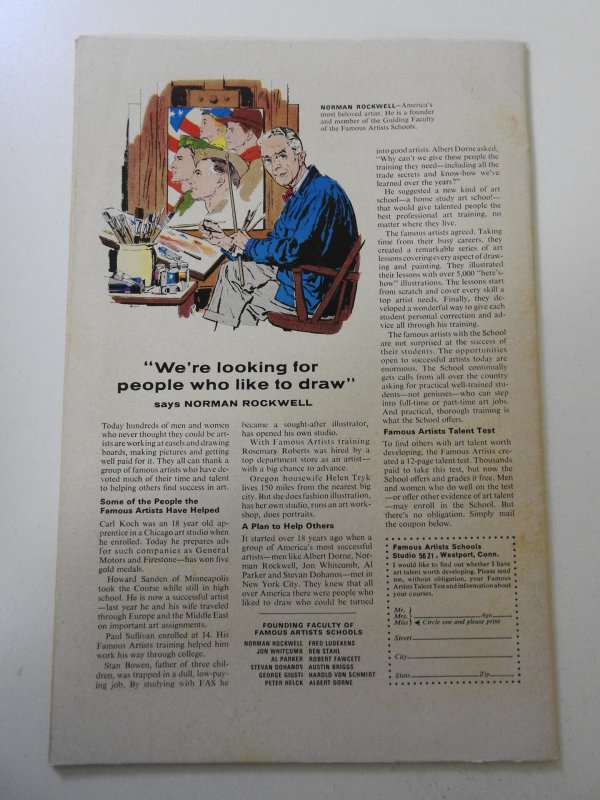 NORMAN ROCKWELL—America's
most beloved artist. He is a founder
and member of the Guiding Faculty
of the Famous Artists Schools.
"We're looking for
people who like to draw"
says NORMAN ROCKWELL
Today hundreds of men and women
who never thought they could be art-
ists are working at easels and drawing
boards, making pictures and getting
well paid for it. They all can thank a
group of famous artists who have de-
voted much of their time and talent
to helping others find success in art.
Some of the People the
Famous Artists Have Helped
Carl Koch was an 18 year old ap-
prentice in a Chicago art studio when
he enrolled. Today he prepares ads
for such companies as General
Motors and Firestone—has won five
gold medals.
Howard Sanden of Minneapolis
took the Course while still in high
school. He is now a successful artist
—last year he and his wife traveled
through Europe and the Middle East
on important art assignments.
Paul Sullivan enrolled at 14. His
Famous Artists training helped him
work his way through college.
Stan Bowen, father of three chil-
dren, was trapped in a dull, low-pay-
ing job. By studying with FAS he
became a sought-after illustrator,
has opened his own studio.
With Famous Artists training
Rosemary Roberts was hired by a
top department store as an artist—
with a big chance to advance.
Oregon housewife Helen Tryk
lives 150 miles from the nearest big
city. But she does fashion illustration,
has her own studio, runs an art work-
shop, does portraits.
A Plan to Help Others
It started over 18 years ago when a
group of America's most successful
artists—men like Albert Dorne, Nor-
man Rockwell, Jon Whitcomb, Al
Parker and Stevan Dohanos—met in
New York City. They knew that all
over America there were people who
liked to draw who could be turned
FOUNDING FACULTY OF
FAMOUS ARTISTS SCHOOLS
NORMAN ROCKWELL FRED LUDEKENS
JON WHITCOMB BEN STAHL
AL PARKER ROBERT FAWCETT
STEVAN DOHANOS AUSTIN BRIGGS
GEORGE GIUSTI HAROLD VON SCHMIDT
PETER HELCK ALBERT DORNE
into good artists. Albert Dorne asked,
"Why can't we give these people the
training they need—including all the
trade secrets and know-how we've
learned over the years?"
He suggested a new kind of art
school—a home study art school—
that would give talented people the
best professional art training, no
matter where they live.
The famous artists agreed. Taking
time from their busy careers, they
created a remarkable series of art
lessons covering every aspect of draw-
ing and painting. They illustrated
their lessons with over 5,000 "here's-
how" illustrations. The lessons start
from scratch and cover every skill a
top artist needs. Finally, they de-
veloped a wonderful way to give each
student personal correction and ad-
vice all through his training.
The famous artists with the School
are not surprised at the success of
their students. The opportunities
open to successful artists today are
enormous. The School continually
gets calls from all over the country
asking for practical well-trained stu-
dents—not geniuses—who can step
into full-time or part-time art jobs.
And practical, thorough training is
what the School offers.
Famous Artists Talent Test
To find others with art talent worth
developing, the Famous Artists cre-
ated a 12-page talent test. Thousands
paid to take this test, but now the
School offers and grades it free. Men
and women who do well on the test
—or offer other evidence of art talent
—may enroll in the School. But
there's no obligation. Simply mail
the coupon below.
Famous Artists Schools
Studio 5621, Westport, Conn.
I would like to find out whether I have
art talent worth developing. Please send
me, without obligation, your Famous
Artists Talent Test and information about
your courses.
Mr.
Mrs. Age
Miss Circle one and please print
Street
City
State Zip